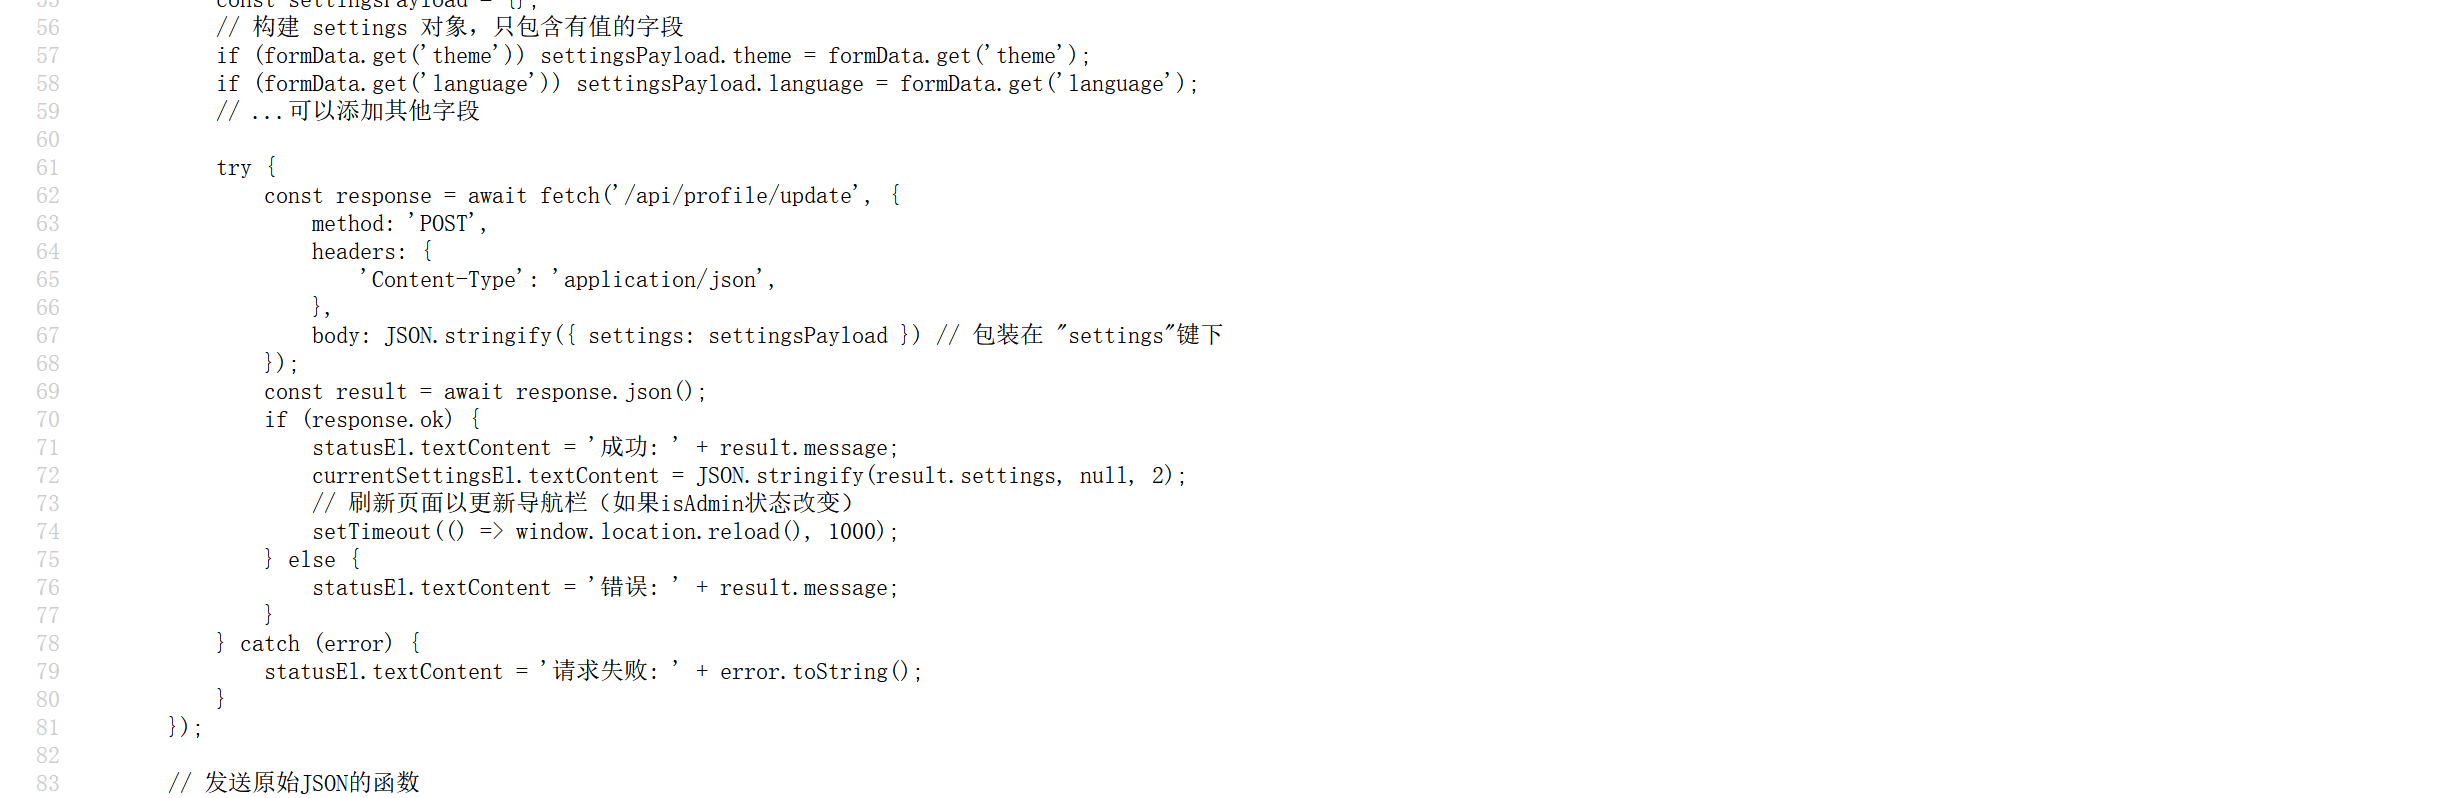 55             const settingsPayload = {};
56             // 构建 settings 对象，只包含有值的字段
57             if (formData.get('theme')) settingsPayload.theme = formData.get('theme');
58             if (formData.get('language')) settingsPayload.language = formData.get('language');
59             // ...可以添加其他字段
60
61             try {
62                 const response = await fetch('/api/profile/update', {
63                     method: 'POST',
64                     headers: {
65                         'Content-Type': 'application/json',
66                     },
67                     body: JSON.stringify({ settings: settingsPayload }) // 包装在 "settings"键下
68                 });
69                 const result = await response.json();
70                 if (response.ok) {
71                     statusEl.textContent = '成功: ' + result.message;
72                     currentSettingsEl.textContent = JSON.stringify(result.settings, null, 2);
73                     // 刷新页面以更新导航栏（如果isAdmin状态改变）
74                     setTimeout(() => window.location.reload(), 1000);
75                 } else {
76                     statusEl.textContent = '错误: ' + result.message;
77                 }
78             } catch (error) {
79                 statusEl.textContent = '请求失败: ' + error.toString();
80             }
81         });
82
83         // 发送原始JSON的函数